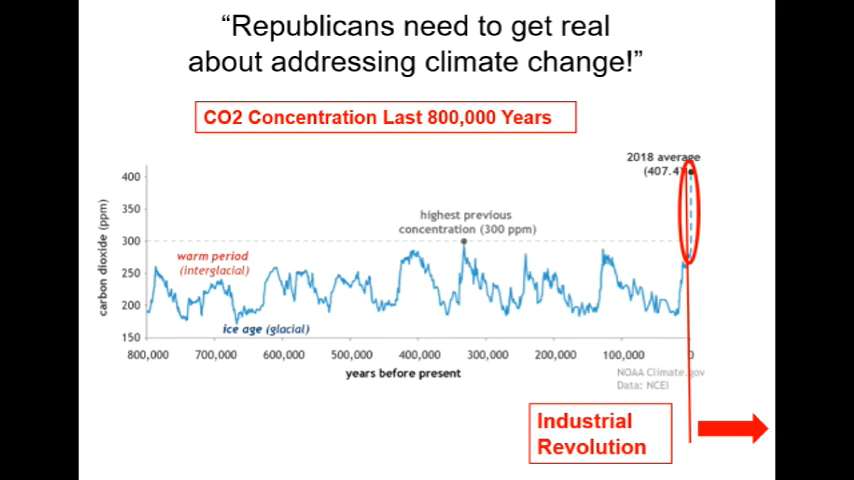 “Republicans need to get real
about addressing climate change!”
CO2 Concentration Last 800,000 Years
2018 average
(407.4)
400
350
300
250
200
150
carbon dioxide (ppm)
highest previous
concentration (300 ppm)
warm period
(interglacial)
ice age (glacial)
800,000
700,000
600,000
500,000
400,000
300,000
200,000
100,000
0
years before present
NOAA Climate.gov
Data: NCEI
Industrial
Revolution